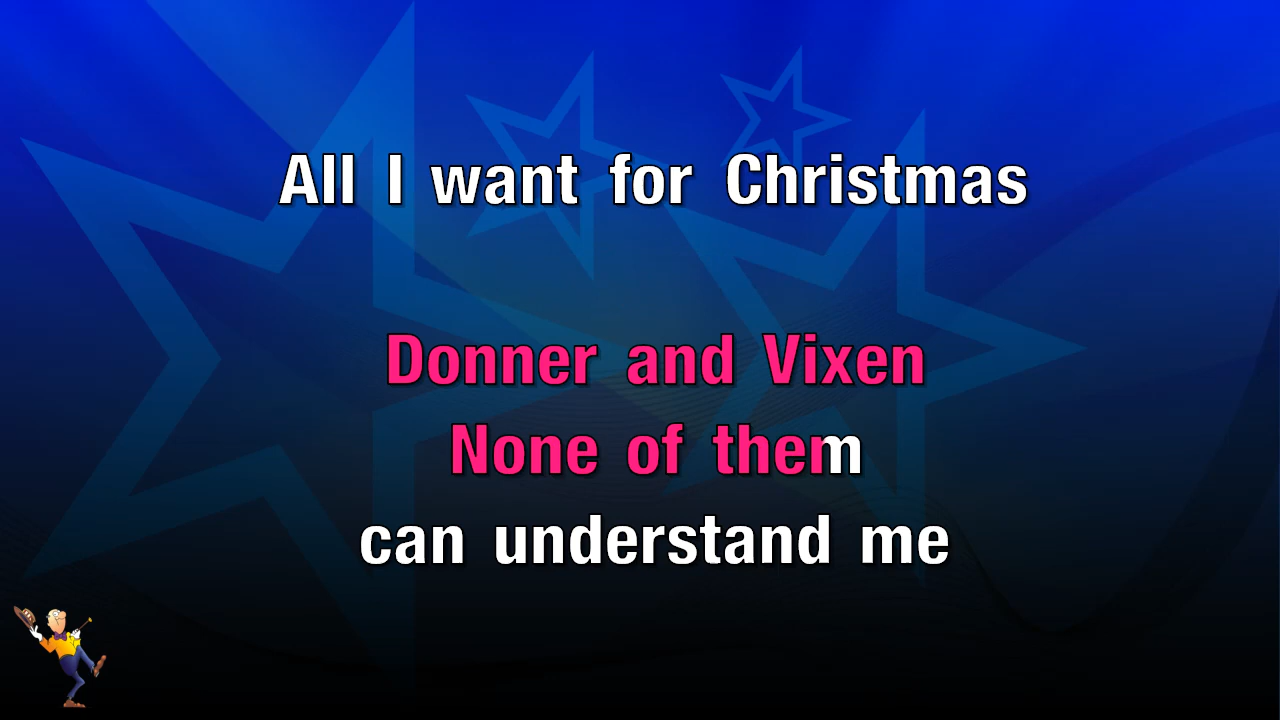 All I want for Christmas
Donner and Vixen
None of them
can understand me